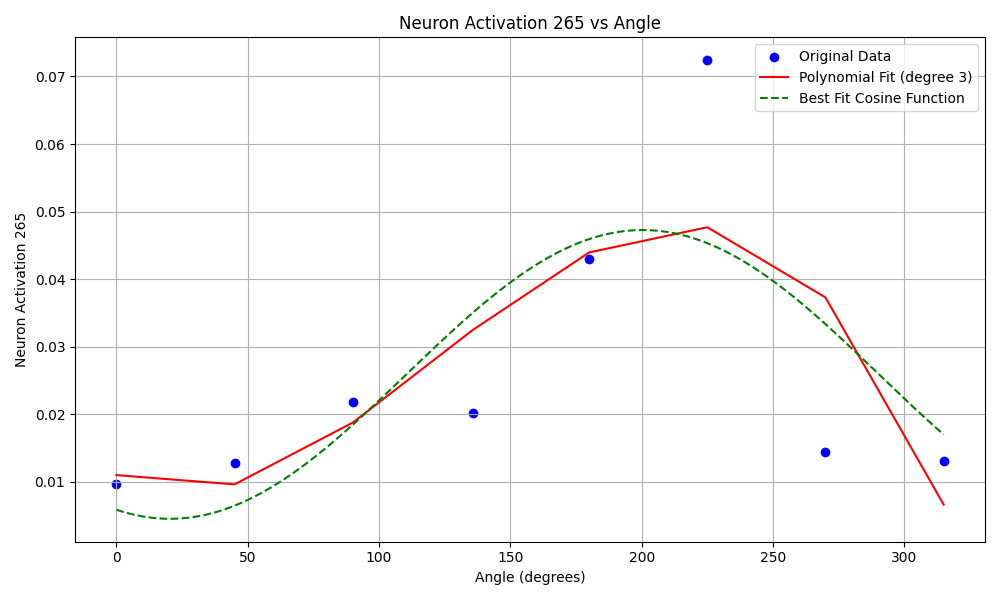 Neuron Activation 265 vs Angle
Original Data
Polynomial Fit (degree 3)
Best Fit Cosine Function
Neuron Activation 265
0.07
0.06
0.05
0.04
0.03
0.02
0.01
0 50 100 150 200 250 300
Angle (degrees)